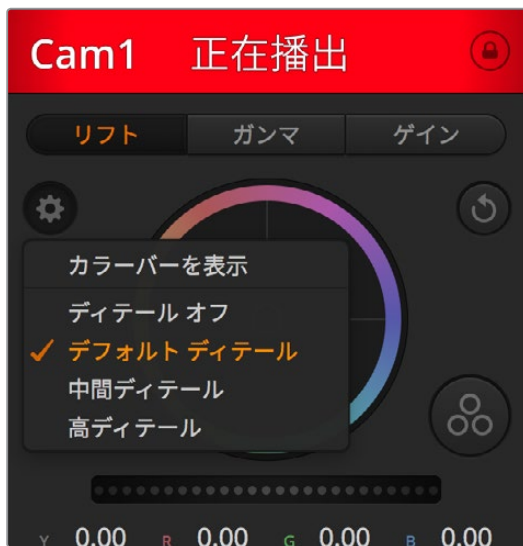 Cam1 正在播出
リフト ガンマ ゲイン
カラーバーを表示
ディテール オフ
デフォルト ディテール
中間ディテール
高ディテール
Y 0.00 R 0.00 G 0.00 B 0.00